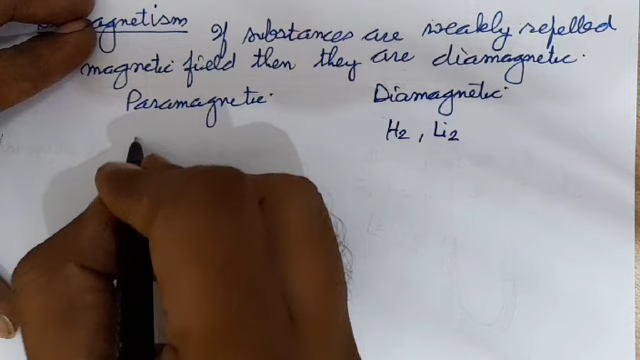 agnetism If substances are weakly repelled
magnetic field then they are diamagnetic.
Paramagnetic. Diamagnetic.
H2, Li2